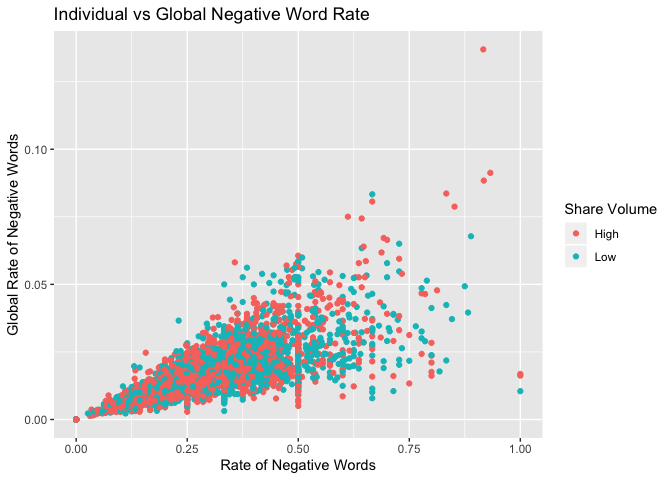 Individual vs Global Negative Word Rate
Global Rate of Negative Words
0.10
0.05
0.00
0.00 0.25 0.50 0.75 1.00
Rate of Negative Words
Share Volume
High
Low